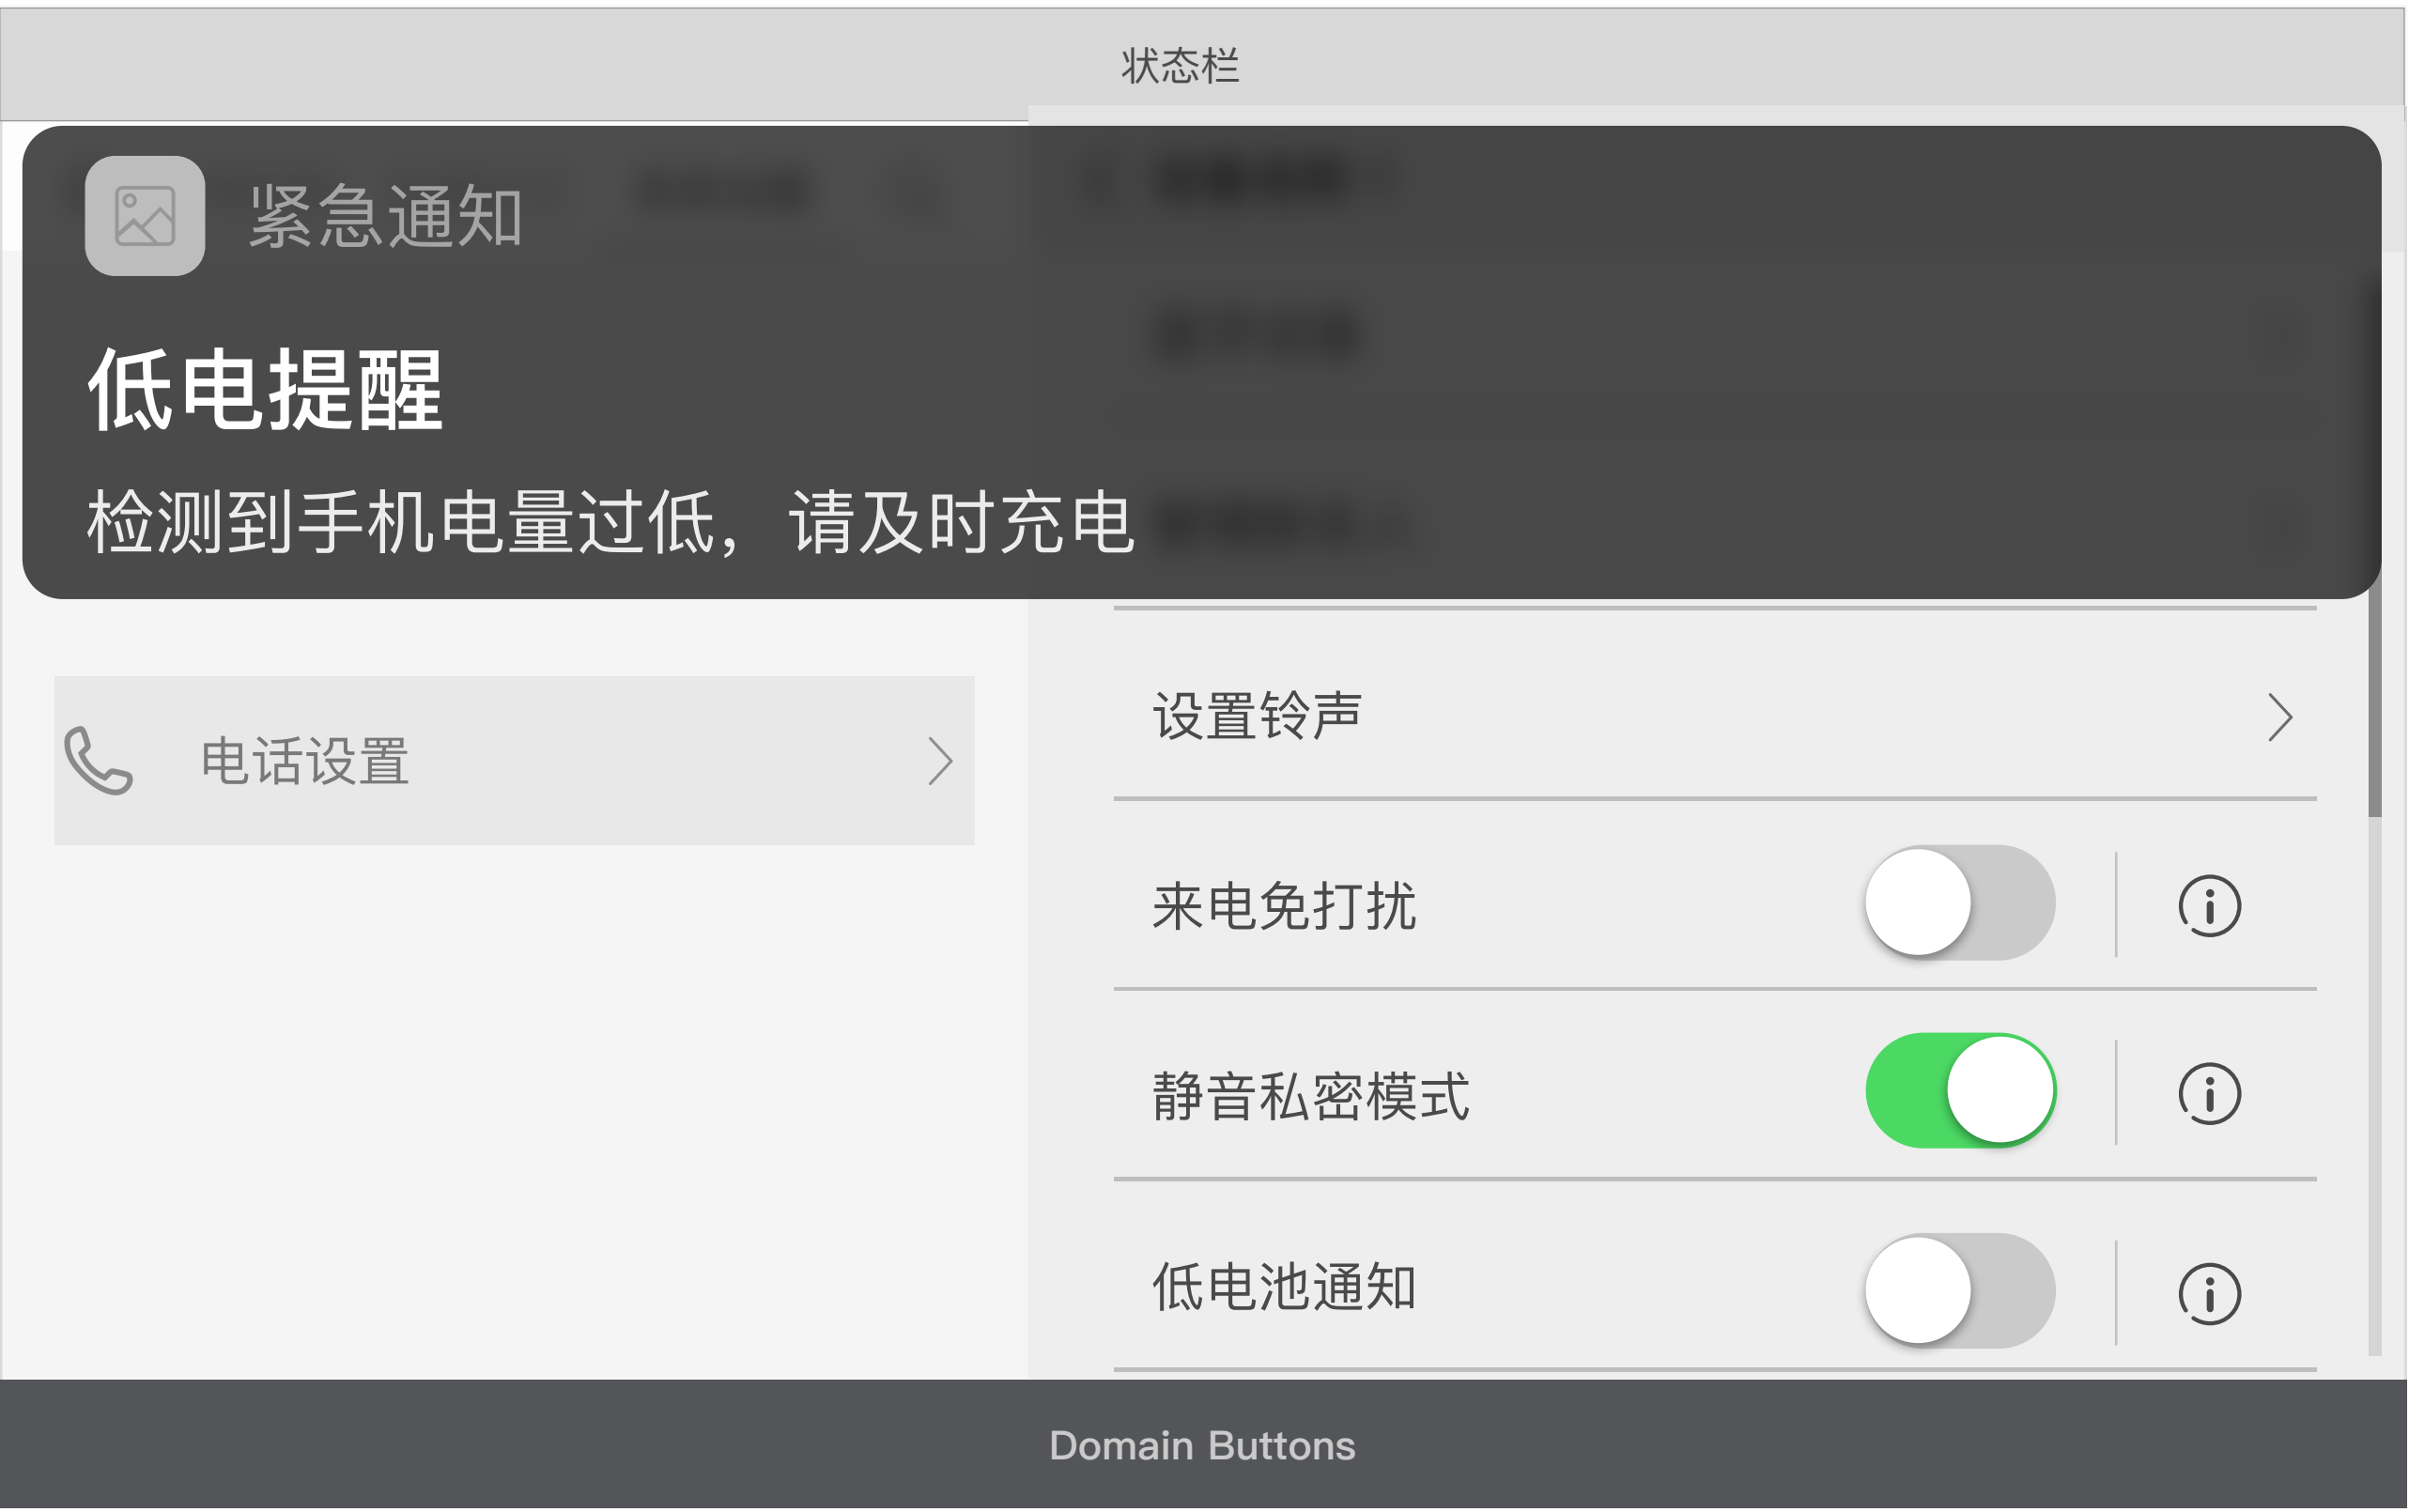 状态栏
紧急通知
低电提醒
检测到手机电量过低，请及时充电
电话设置
设置铃声
来电免打扰
静音私密模式
低电池通知
Domain Buttons